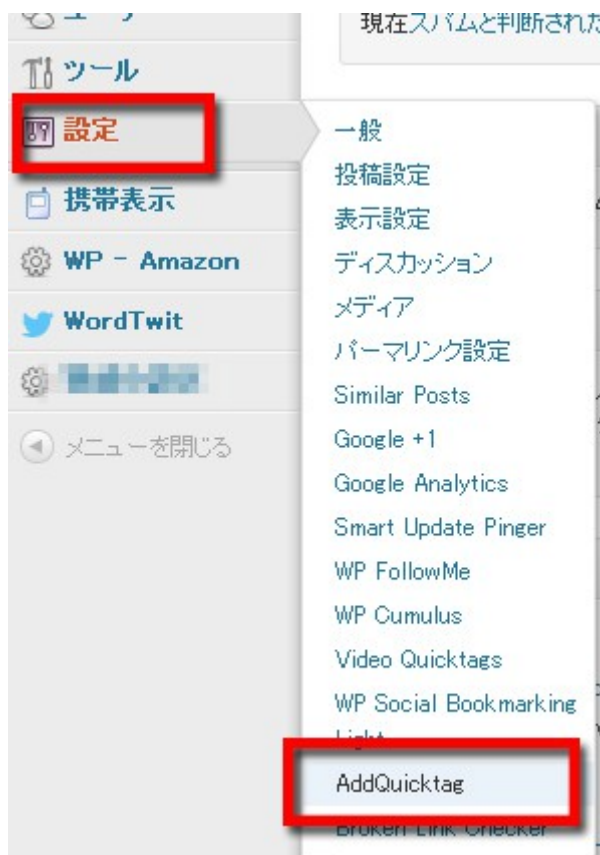 現在スパムと判断された
ツール
設定
携帯表示
WP - Amazon
WordTwit
メニューを閉じる
一般
投稿設定
表示設定
ディスカッション
メディア
パーマリンク設定
Similar Posts
Google +1
Google Analytics
Smart Update Pinger
WP FollowMe
WP Cumulus
Video Quicktags
WP Social Bookmarking
Light
AddQuicktag
Broken Link Checker